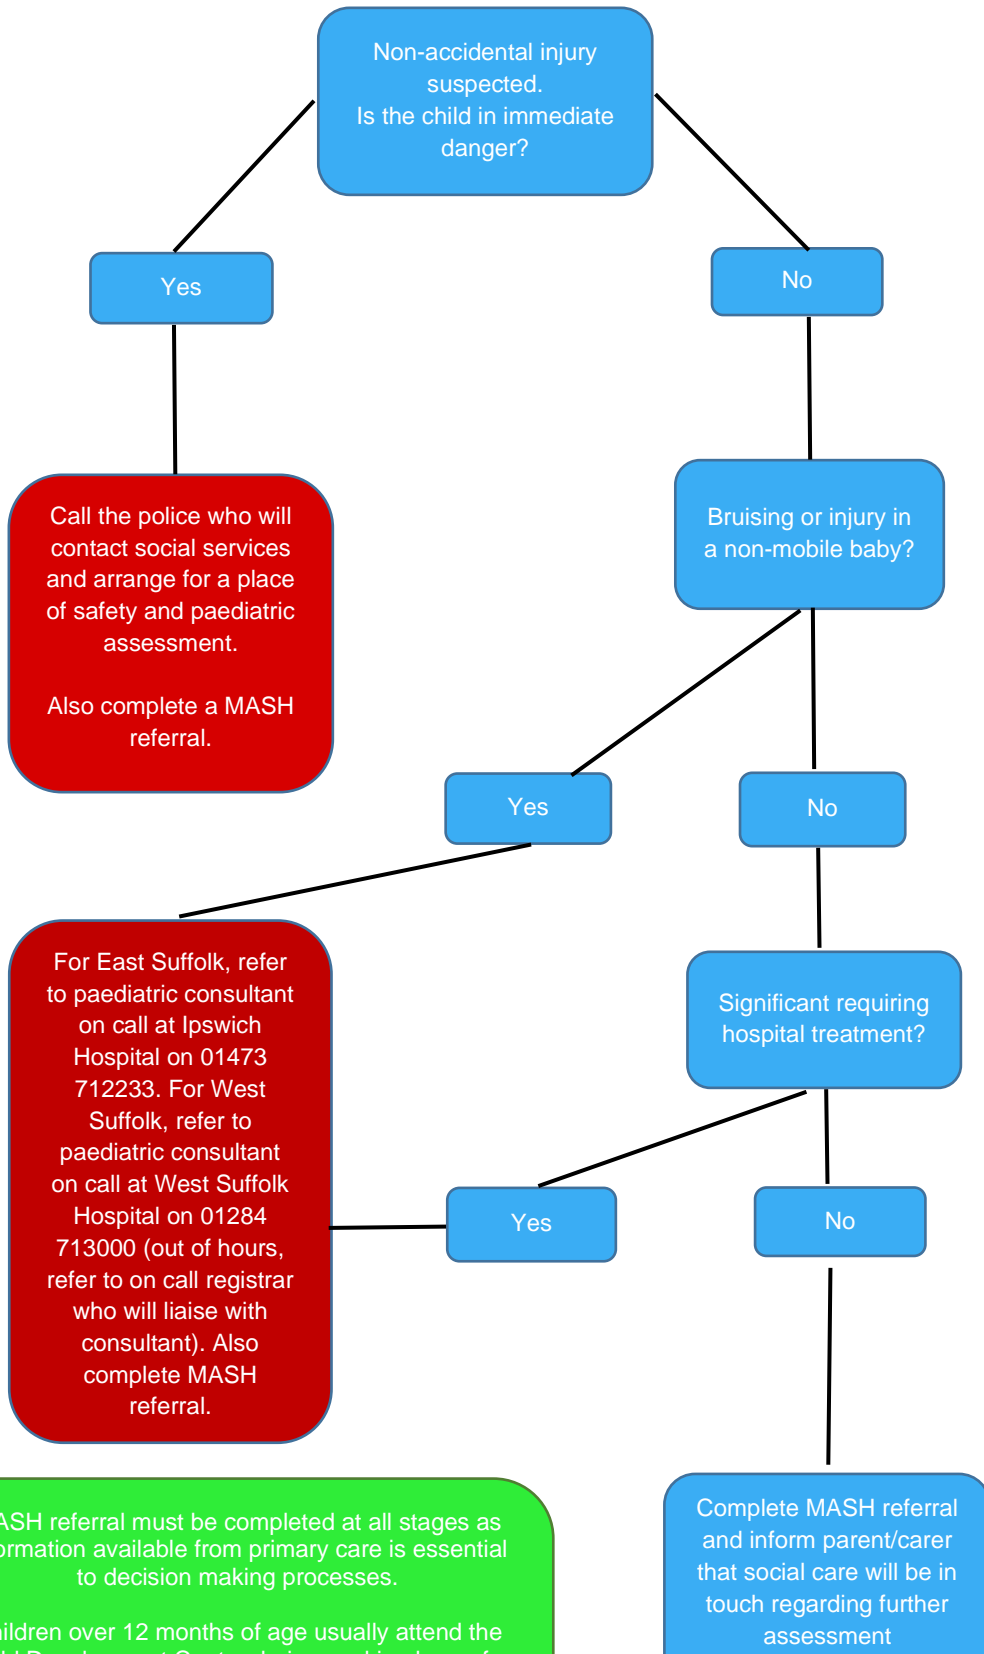 Non-accidental injury
suspected.
Is the child in immediate
danger?
Yes
No
Call the police who will
contact social services
and arrange for a place
of safety and paediatric
assessment.
Also complete a MASH
referral.
Bruising or injury in
a non-mobile baby?
Yes
No
For East Suffolk, refer
to paediatric consultant
on call at Ipswich
Hospital on 01473
712233. For West
Suffolk, refer to
paediatric consultant
on call at West Suffolk
Hospital on 01284
713000 (out of hours,
refer to on call registrar
who will liaise with
consultant). Also
complete MASH
referral.
Significant requiring
hospital treatment?
Yes
No
ASH referral must be completed at all stages as
ormation available from primary care is essential
to decision making processes.
ildren over 12 months of age usually attend the
Complete MASH referral
and inform parent/carer
that social care will be in
touch regarding further
assessment